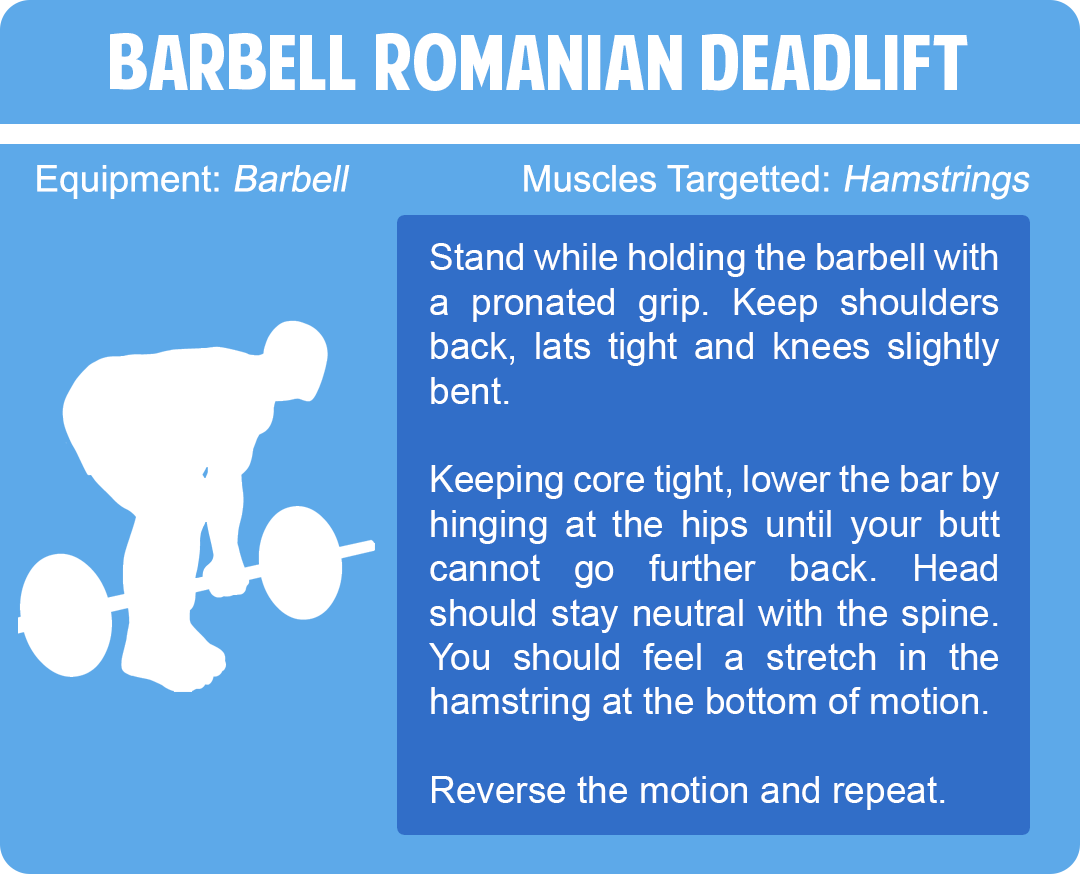 BARBELL ROMANIAN DEADLIFT
Equipment: Barbell
Muscles Targetted: Hamstrings
Stand while holding the barbell with
a pronated grip. Keep shoulders
back, lats tight and knees slightly
bent.
Keeping core tight, lower the bar by
hinging at the hips until your butt
cannot go further back. Head
should stay neutral with the spine.
You should feel a stretch in the
hamstring at the bottom of motion.
Reverse the motion and repeat.